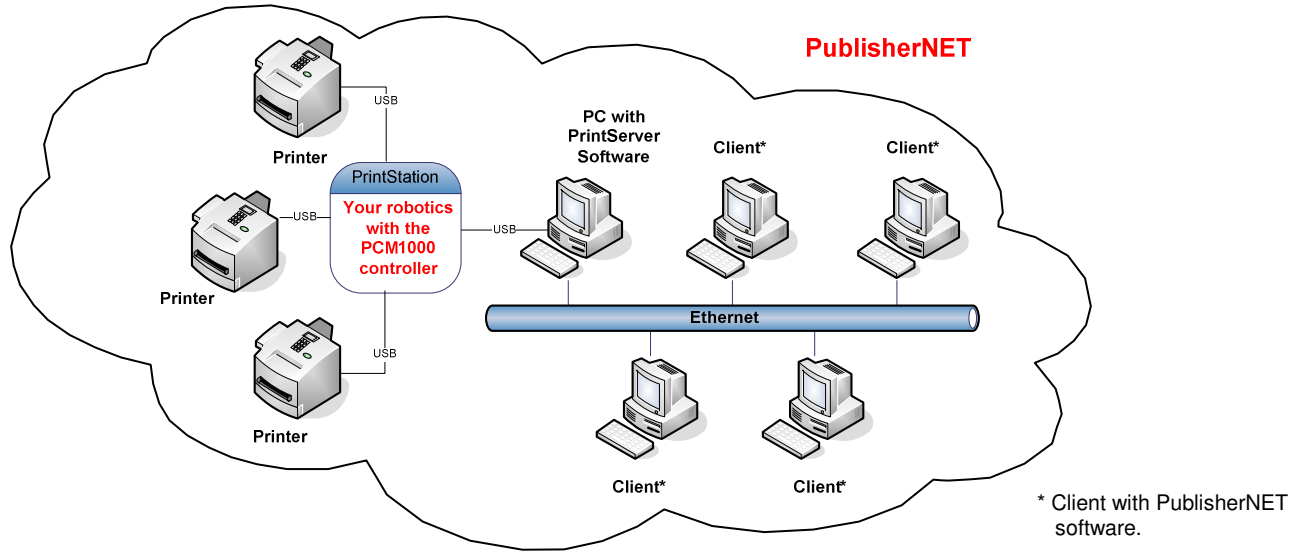 PublisherNET
USB
Printer
PC with
PrintServer
Software
Client*
Client*
PrintStation
Your robotics
with the
PCM1000
controller
USB
USB
Printer
Ethernet
USB
Printer
Client*
Client*
* Client with PublisherNET
software.